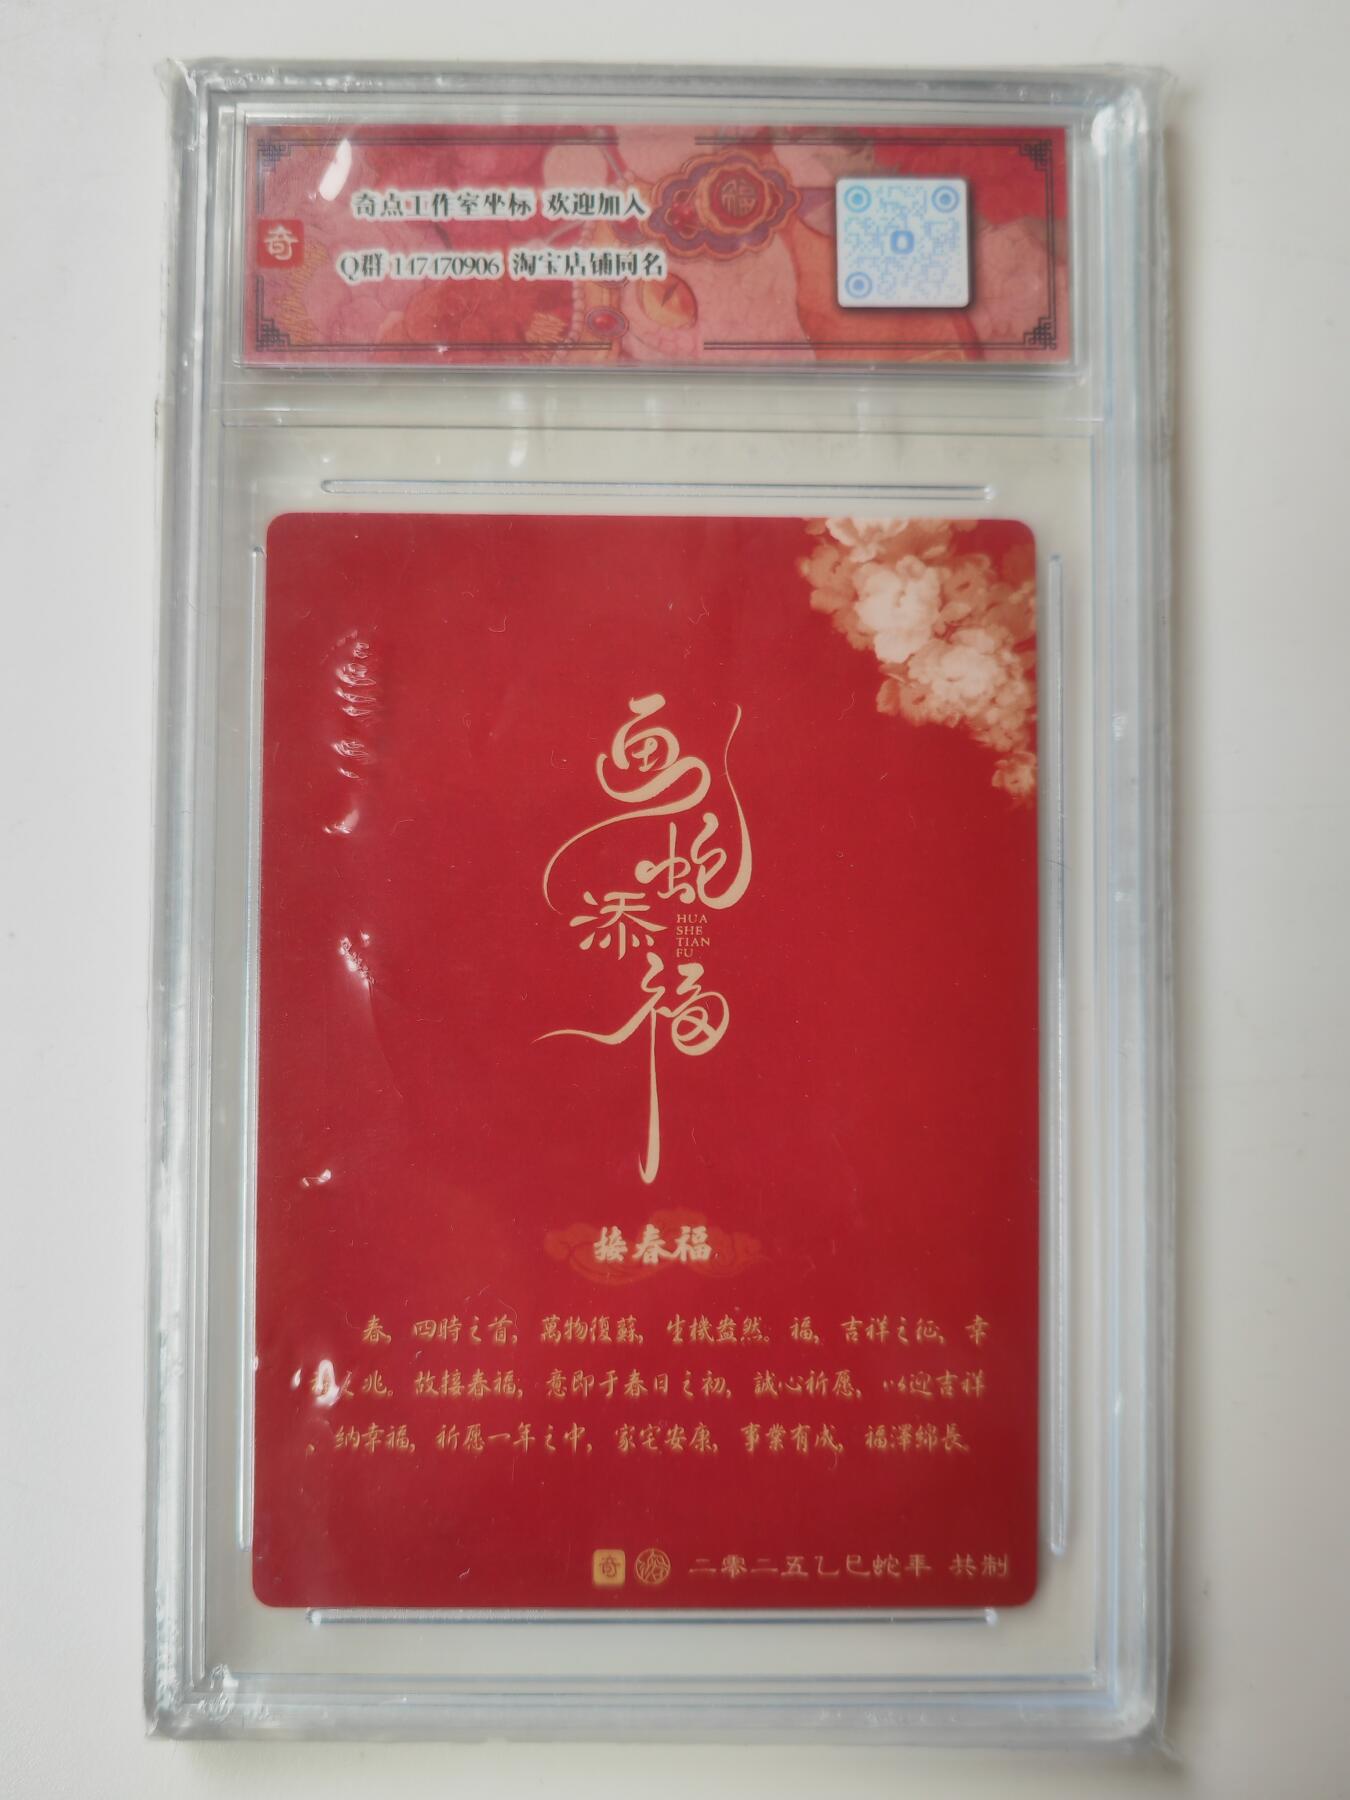 奇点工作室坐标 欢迎加入
奇
Q群 147470906 淘宝店铺同名
福
画
蛇
添
HUA
SHE
TIAN
FU
福
接春福
春，四時之首，萬物復蘇，生機盎然。福，吉祥之征，幸
之兆。故接春福，意即于春日之初，誠心祈愿，以迎吉祥
、纳幸福，祈愿一年之中，家宅安康，事業有成，福澤綿長
奇 二零二五乙巳蛇年 共制